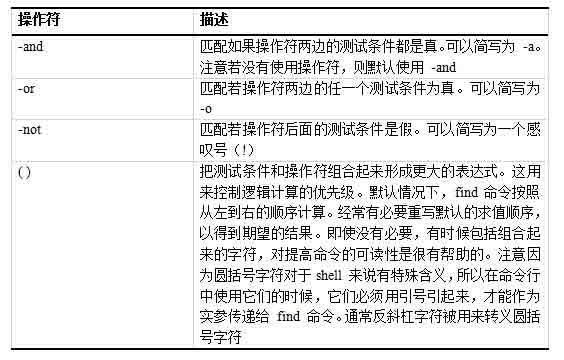 操作符 描述
-and 匹配如果操作符两边的测试条件都是真。可以简写为 -a。
注意若没有使用操作符，则默认使用 -and
-or 匹配若操作符两边的任一个测试条件为真。可以简写为
-o
-not 匹配若操作符后面的测试条件是假。可以简写为一个感
叹号（!）
( ) 把测试条件和操作符组合起来形成更大的表达式。这用
来控制逻辑计算的优先级。默认情况下，find 命令按照
从左到右的顺序计算。经常有必要重写默认的求值顺序，
以得到期望的结果。即使没有必要，有时候包括组合起
来的字符，对提高命令的可读性是很有帮助的。注意因
为圆括号字符对于 shell 来说有特殊含义，所以在命令行
中使用它们的时候，它们必须用引号引起来，才能作为
实参传递给 find 命令。通常反斜杠字符被用来转义圆括
号字符